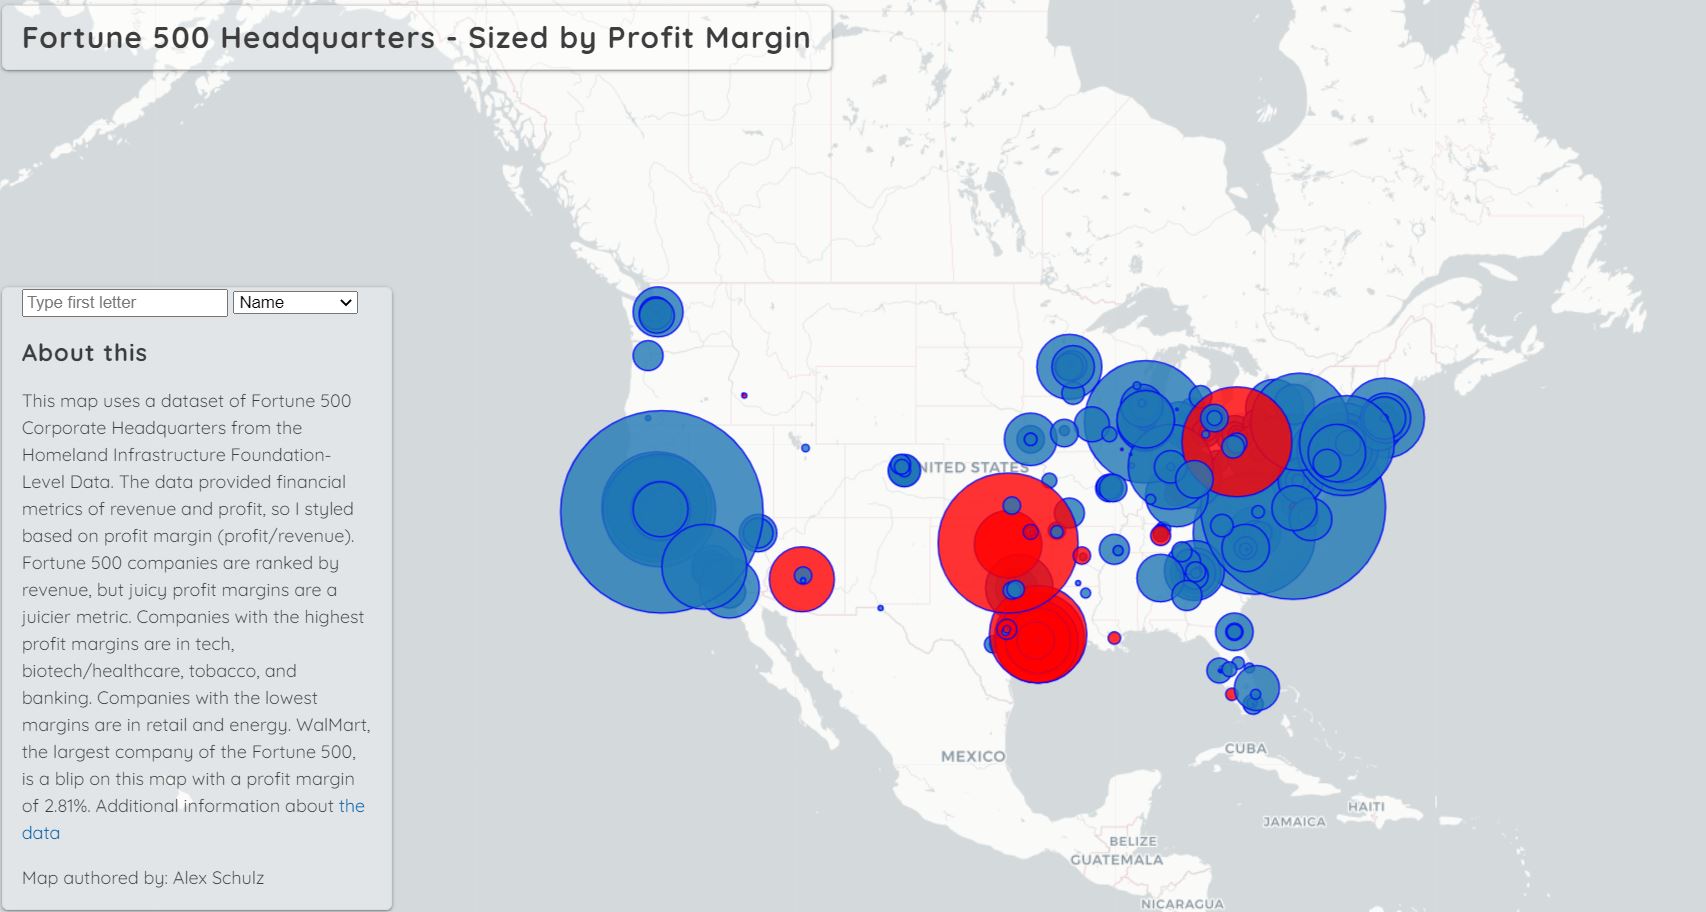 Fortune 500 Headquarters - Sized by Profit Margin
Type first letter
Name
About this
This map uses a dataset of Fortune 500
Corporate Headquarters from the
Homeland Infrastructure Foundation-
Level Data. The data provided financial
metrics of revenue and profit, so I styled
based on profit margin (profit/revenue).
Fortune 500 companies are ranked by
revenue, but juicy profit margins are a
juicier metric. Companies with the highest
profit margins are in tech,
biotech/healthcare, tobacco, and
banking. Companies with the lowest
margins are in retail and energy. WalMart,
the largest company of the Fortune 500,
is a blip on this map with a profit margin
of 2.81%. Additional information about the
data
Map authored by: Alex Schulz
NITED STATES
MEXICO
CUBA
HAITI
JAMAICA
BELIZE
GUATEMALA
NICARAGUA